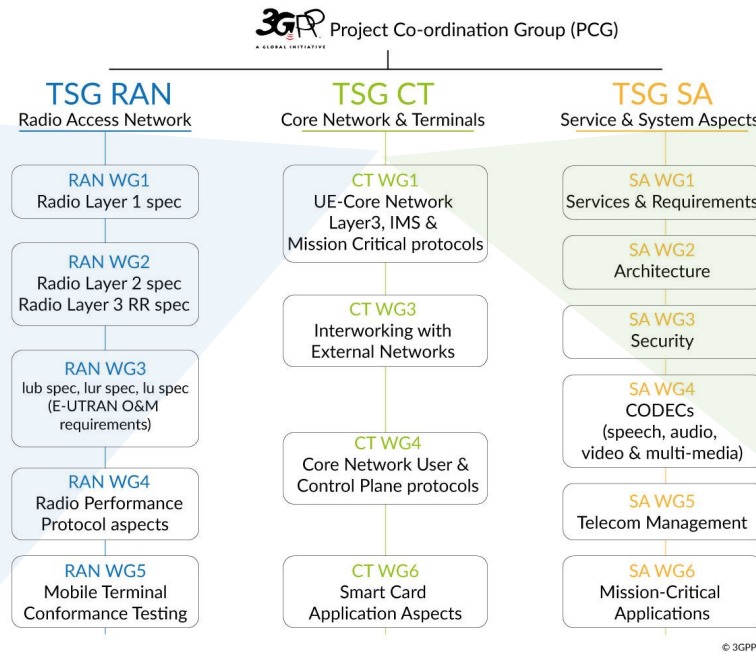 3GPP
A GLOBAL INITIATIVE
Project Co-ordination Group (PCG)
TSG RAN
Radio Access Network
RAN WG1
Radio Layer 1 spec
RAN WG2
Radio Layer 2 spec
Radio Layer 3 RR spec
RAN WG3
lub spec, lur spec, lu spec
(E-UTRAN O&M
requirements)
RAN WG4
Radio Performance
Protocol aspects
RAN WG5
Mobile Terminal
Conformance Testing
TSG CT
Core Network & Terminals
CT WG1
UE-Core Network
Layer3, IMS &
Mission Critical protocols
CT WG3
Interworking with
External Networks
CT WG4
Core Network User &
Control Plane protocols
CT WG6
Smart Card
Application Aspects
TSG SA
Service & System Aspects
SA WG1
Services & Requirements
SA WG2
Architecture
SA WG3
Security
SA WG4
CODECs
(speech, audio,
video & multi-media)
SA WG5
Telecom Management
SA WG6
Mission-Critical
Applications
© 3GPP